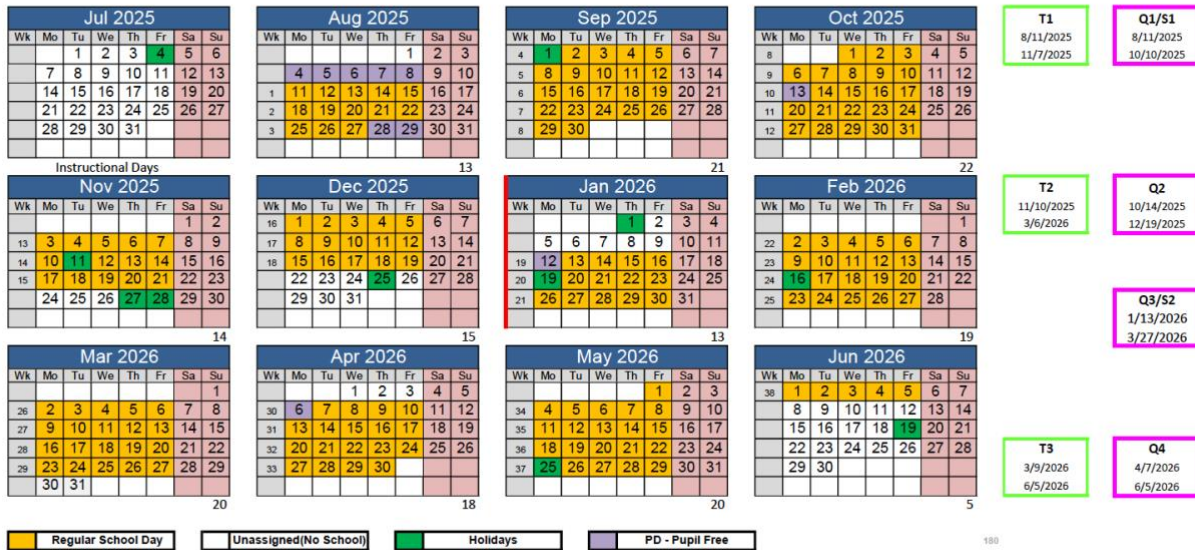 Jul 2025
Wk Mo Tu We Th Fr Sa Su
1 2 3 4 5 6
7 8 9 10 11 12 13
14 15 16 17 18 19 20
21 22 23 24 25 26 27
28 29 30 31
Instructional Days
Aug 2025
Wk Mo Tu We Th Fr Sa Su
1 2 3
4 5 6 7 8 9 10
1 11 12 13 14 15 16 17
2 18 19 20 21 22 23 24
3 25 26 27 28 29 30 31
13
Sep 2025
Wk Mo Tu We Th Fr Sa Su
4 1 2 3 4 5 6 7
5 8 9 10 11 12 13 14
6 15 16 17 18 19 20 21
7 22 23 24 25 26 27 28
8 29 30
21
Oct 2025
Wk Mo Tu We Th Fr Sa Su
8 1 2 3 4 5
9 6 7 8 9 10 11 12
10 13 14 15 16 17 18 19
11 20 21 22 23 24 25 26
12 27 28 29 30 31
22
T1
8/11/2025
11/7/2025
Q1/S1
8/11/2025
10/10/2025
Nov 2025
Wk Mo Tu We Th Fr Sa Su
1 2
13 3 4 5 6 7 8 9
14 10 11 12 13 14 15 16
15 17 18 19 20 21 22 23
24 25 26 27 28 29 30
14
Dec 2025
Wk Mo Tu We Th Fr Sa Su
16 1 2 3 4 5 6 7
17 8 9 10 11 12 13 14
18 15 16 17 18 19 20 21
22 23 24 25 26 27 28
29 30 31
15
Jan 2026
Wk Mo Tu We Th Fr Sa Su
1 2 3 4
5 6 7 8 9 10 11
19 12 13 14 15 16 17 18
20 19 20 21 22 23 24 25
21 26 27 28 29 30 31
13
Feb 2026
Wk Mo Tu We Th Fr Sa Su
1
22 2 3 4 5 6 7 8
23 9 10 11 12 13 14 15
24 16 17 18 19 20 21 22
25 23 24 25 26 27 28
19
T2
11/10/2025
3/6/2026
Q2
10/14/2025
12/19/2025
Q3/S2
1/13/2026
3/27/2026
Mar 2026
Wk Mo Tu We Th Fr Sa Su
1
26 2 3 4 5 6 7 8
27 9 10 11 12 13 14 15
28 16 17 18 19 20 21 22
29 23 24 25 26 27 28 29
30 31
20
Apr 2026
Wk Mo Tu We Th Fr Sa Su
1 2 3 4 5
30 6 7 8 9 10 11 12
31 13 14 15 16 17 18 19
32 20 21 22 23 24 25 26
33 27 28 29 30
18
May 2026
Wk Mo Tu We Th Fr Sa Su
1 2 3
34 4 5 6 7 8 9 10
35 11 12 13 14 15 16 17
36 18 19 20 21 22 23 24
37 25 26 27 28 29 30 31
20
Jun 2026
Wk Mo Tu We Th Fr Sa Su
38 1 2 3 4 5 6 7
8 9 10 11 12 13 14
15 16 17 18 19 20 21
22 23 24 25 26 27 28
29 30
5
T3
3/9/2026
6/5/2026
Q4
4/7/2026
6/5/2026
Regular School Day
Unassigned(No School)
Holidays
PD - Pupil Free
180